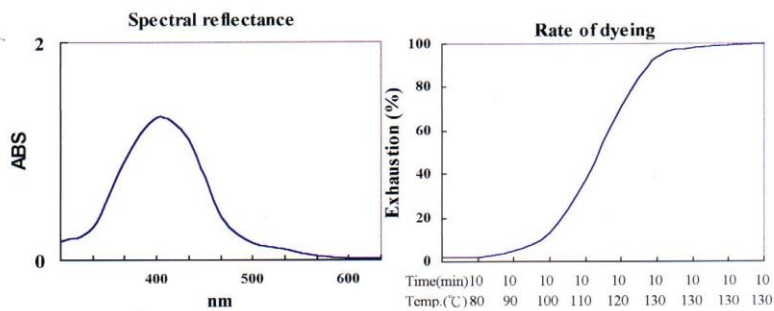 Spectral reflectance
2
ABS
0
400 500 600
nm
Rate of dyeing
100
80
60
40
20
0
Exhaustion (%)
Time(min)10 10 10 10 10 10 10 10 10
Temp.(℃)80 90 100 110 120 130 130 130 130